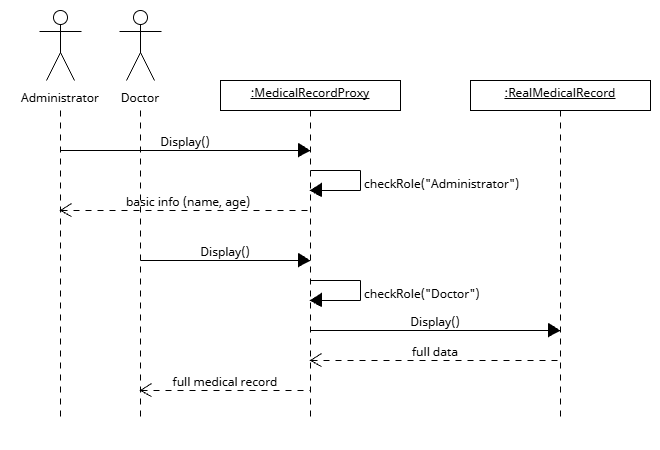 Administrator
Doctor
:MedicalRecordProxy
:RealMedicalRecord
Display()
checkRole("Administrator")
basic info (name, age)
Display()
checkRole("Doctor")
Display()
full data
full medical record